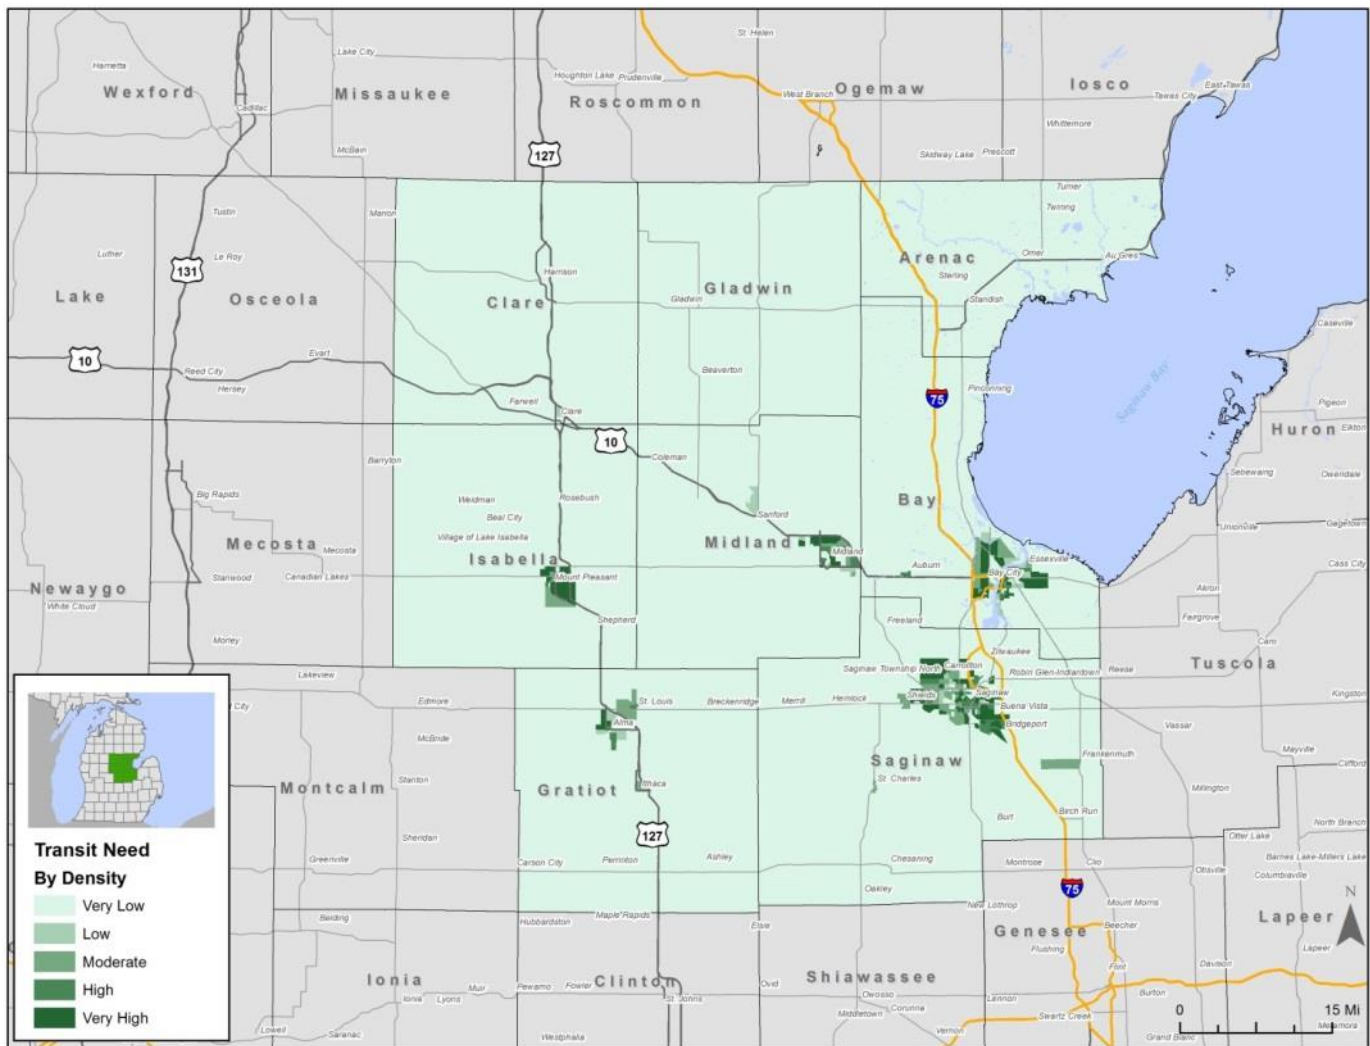 St. Helen
Harrietta
Lake City
Wexford
Missaukee
Houghton Lake
Prudenville
Roscommon
Ogemaw
Iosco
West Branch
East Tawas
Tawas City
Cadillac
Whittemore
McBain
127
Skidway Lake
Prescott
Turner
Tustin
Marion
Twining
Luther
Le Roy
131
Arenac
Omer
Au Gres
Harrison
Sterling
Lake
Osceola
Clare
Gladwin
Gladwin
Standish
Caseville
10
Evart
Reed City
Hersey
Beaverton
Pinconning
Saginaw Bay
Farwell
75
Clare
Pigeon
Elkton
Huron
10
Barryton
Coleman
Sebewaing
Owendale
Big Rapids
Weidman
Rosebush
Bay
Beal City
Sanford
Unionville
Gagetown
Village of Lake Isabella
Mecosta
Mecosta
Isabella
Midland
Midland
Auburn
Essexville
Bay City
Stanwood
Canadian Lakes
Mount Pleasant
Cass City
Newaygo
White Cloud
Akron
Shepherd
Freeland
Fairgrove
Morley
Caro
Zilwaukee
Saginaw Township North
Carrollton
Robin Glen-Indiantown
Reese
Tuscola
Lakeview
Edmore
St. Louis
Breckenridge
Merrill
Hemlock
Shields
Saginaw
Kingston
Buena Vista
Alma
Bridgeport
Vassar
McBride
Saginaw
Frankenmuth
Mayville
Clifford
Stanton
Montcalm
Gratiot
Ithaca
St. Charles
Millington
Birch Run
Burt
127
North Branch
Sheridan
Otter Lake
Greenville
Carson City
Perrinton
Ashley
Chesaning
Montrose
Clio
Otisville
Barnes Lake-Millers Lake
Columbiaville
Oakley
75
N
Belding
Hubbardston
Maple Rapids
Elsie
New Lothrop
Mount Morris
Lapeer
Genesee
Beecher
Flushing
Lapeer
Ionia
Clinton
Shiawassee
Flint
Davison
Muir
Pewamo
Fowler
Ovid
Owosso
Lennon
Burton
Ionia
Lyons
St. Johns
Corunna
Middletown
Swartz Creek
Lowell
Saranac
Westphalia
Vernon
Grand Blanc
Metamora
0
15 Mi
Transit Need
By Density
Very Low
Low
Moderate
High
Very High